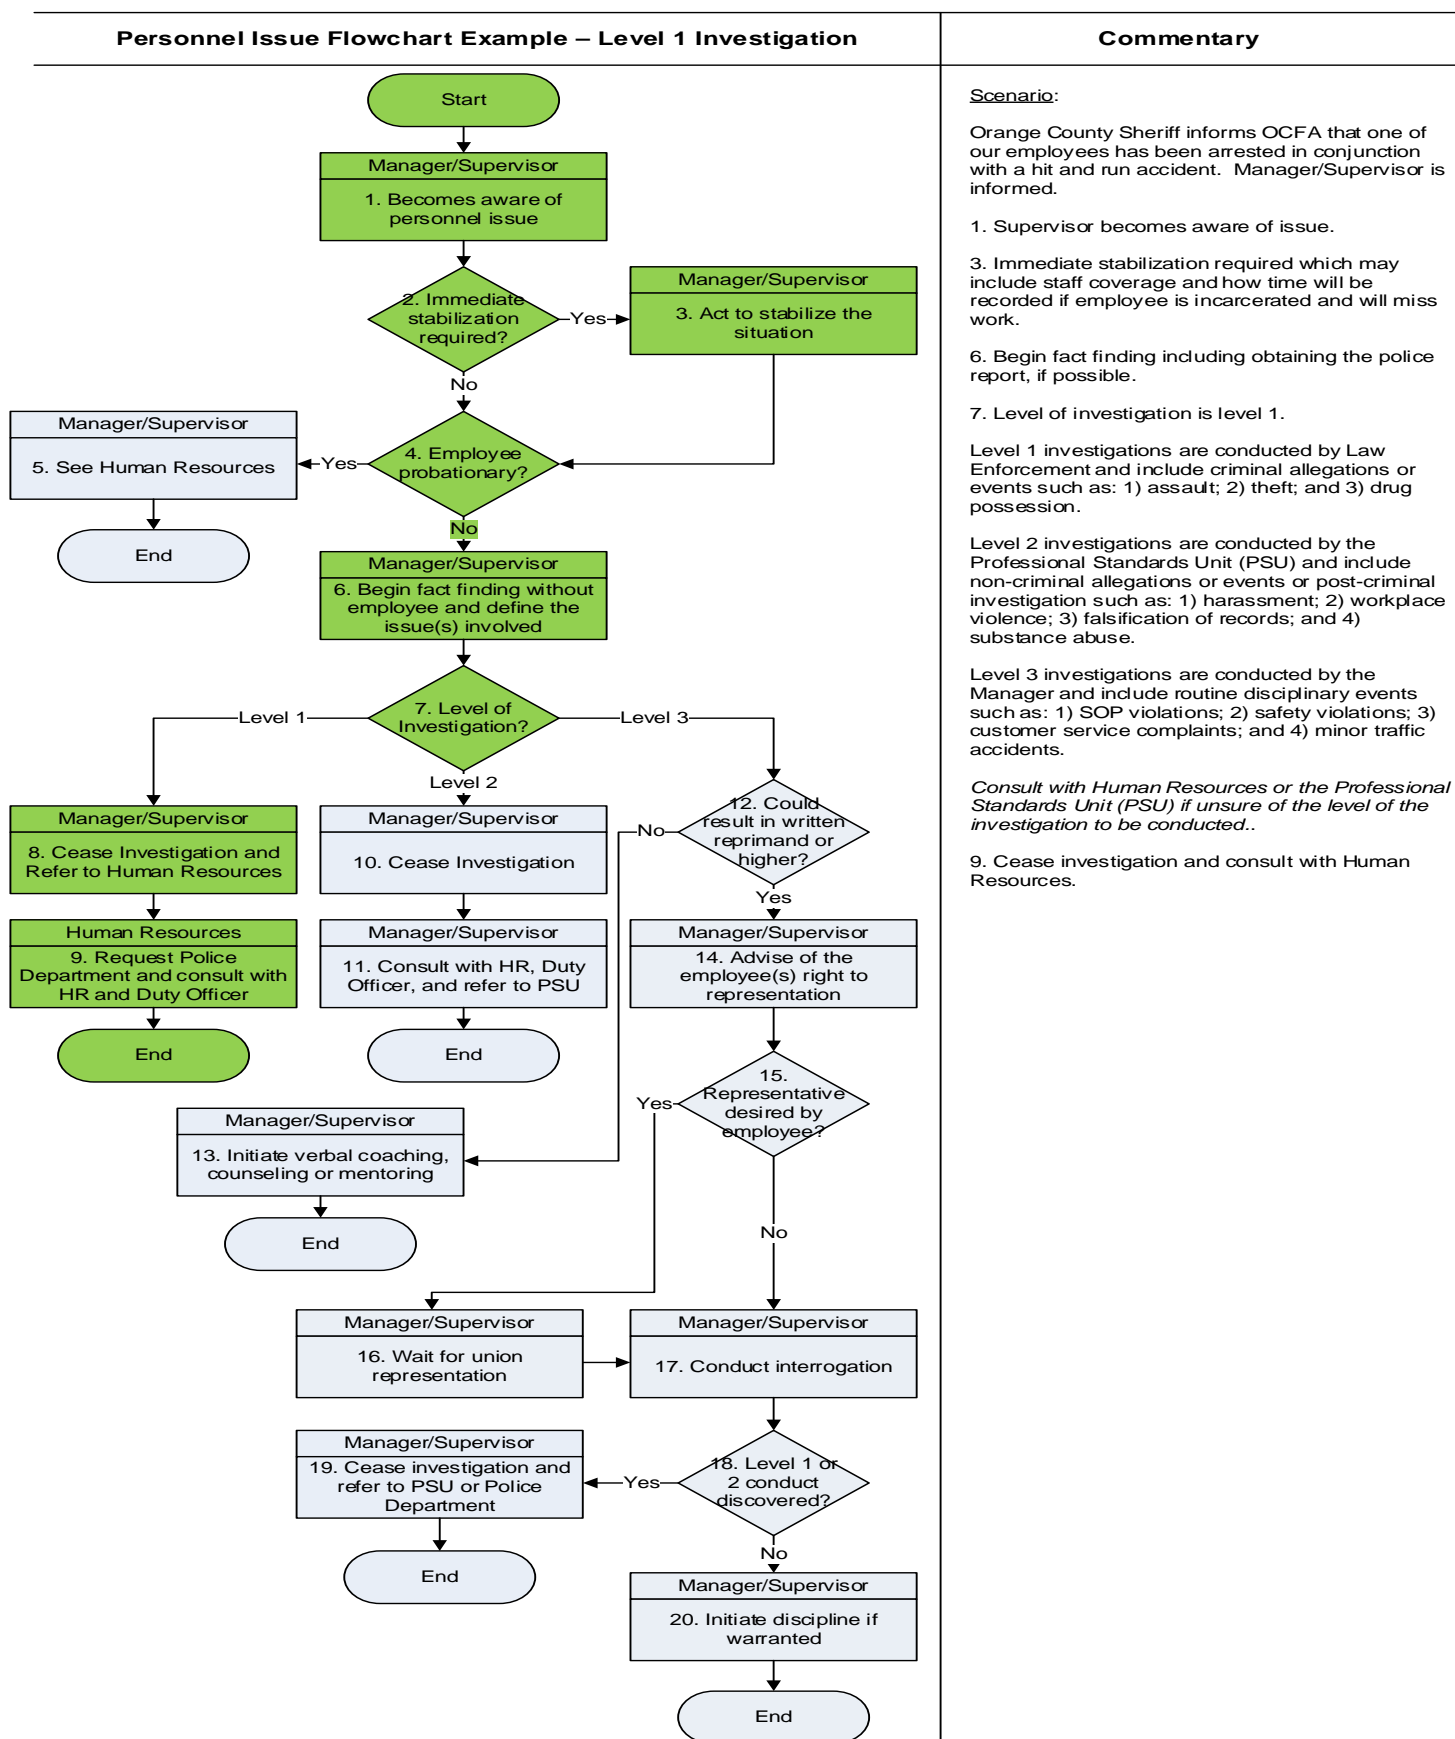 Personnel Issue Flowchart Example – Level 1 Investigation
Commentary
Start
Manager/Supervisor
1. Becomes aware of
personnel issue
2. Immediate
stabilization
required?
Yes
Manager/Supervisor
3. Act to stabilize the
situation
No
Manager/Supervisor
5. See Human Resources
Yes
4. Employee
probationary?
End
No
Manager/Supervisor
6. Begin fact finding without
employee and define the
issue(s) involved
7. Level of
Investigation?
Level 1
Level 3
Level 2
Manager/Supervisor
8. Cease Investigation and
Refer to Human Resources
Manager/Supervisor
10. Cease Investigation
12. Could
result in written
reprimand or
higher?
No
Yes
Human Resources
9. Request Police
Department and consult with
HR and Duty Officer
Manager/Supervisor
11. Consult with HR, Duty
Officer, and refer to PSU
Manager/Supervisor
14. Advise of the
employee(s) right to
representation
End
End
15.
Representative
desired by
employee?
Yes
Manager/Supervisor
13. Initiate verbal coaching,
counseling or mentoring
End
No
Manager/Supervisor
16. Wait for union
representation
Manager/Supervisor
17. Conduct interrogation
Manager/Supervisor
19. Cease investigation and
refer to PSU or Police
Department
Yes
18. Level 1 or
2 conduct
discovered?
End
No
Manager/Supervisor
20. Initiate discipline if
warranted
End
Scenario:
Orange County Sheriff informs OCFA that one of
our employees has been arrested in conjunction
with a hit and run accident.  Manager/Supervisor is
informed.
1. Supervisor becomes aware of issue.
3. Immediate stabilization required which may
include staff coverage and how time will be
recorded if employee is incarcerated and will miss
work.
6. Begin fact finding including obtaining the police
report, if possible.
7. Level of investigation is level 1.
Level 1 investigations are conducted by Law
Enforcement and include criminal allegations or
events such as: 1) assault; 2) theft; and 3) drug
possession.
Level 2 investigations are conducted by the
Professional Standards Unit (PSU) and include
non-criminal allegations or events or post-criminal
investigation such as: 1) harassment; 2) workplace
violence; 3) falsification of records; and 4)
substance abuse.
Level 3 investigations are conducted by the
Manager and include routine disciplinary events
such as: 1) SOP violations; 2) safety violations; 3)
customer service complaints; and 4) minor traffic
accidents.
Consult with Human Resources or the Professional
Standards Unit (PSU) if unsure of the level of the
investigation to be conducted..
9. Cease investigation and consult with Human
Resources.